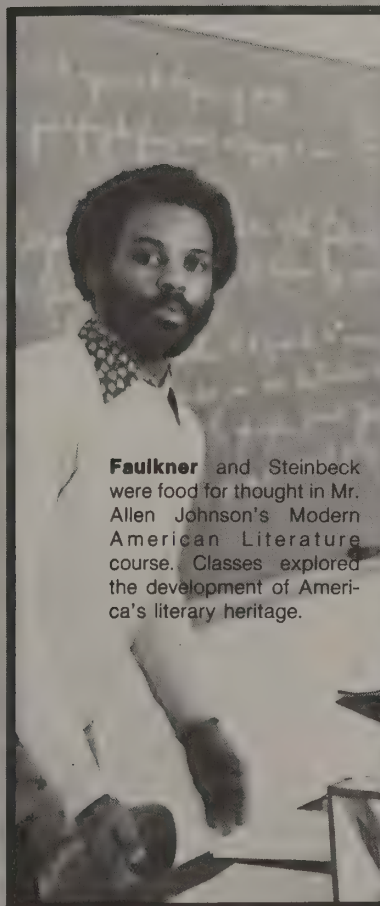 Faulkner and Steinbeck
were food for thought in Mr.
Allen Johnson's Modern
American Literature
course. Classes explored
the development of Ameri-
ca's literary heritage.